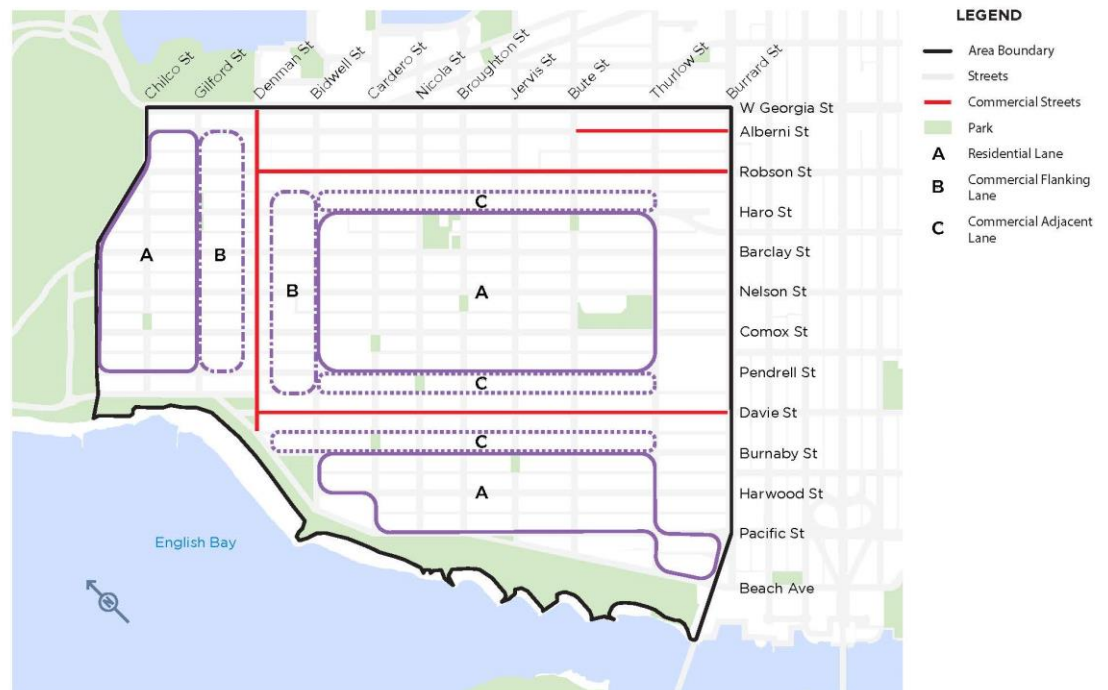 LEGEND
Area Boundary
Streets
Commercial Streets
Park
A Residential Lane
B Commercial Flanking
Lane
C Commercial Adjacent
Lane
Chilco St
Gilford St
Denman St
Bidwell St
Cardero St
Nicola St
Broughton St
Jervis St
Bute St
Thurlow St
Burrard St
W Georgia St
Alberni St
Robson St
C
Haro St
A
B
Barclay St
B
A
Nelson St
Comox St
C
Pendrell St
Davie St
C
Burnaby St
A
Harwood St
Pacific St
English Bay
Beach Ave
N